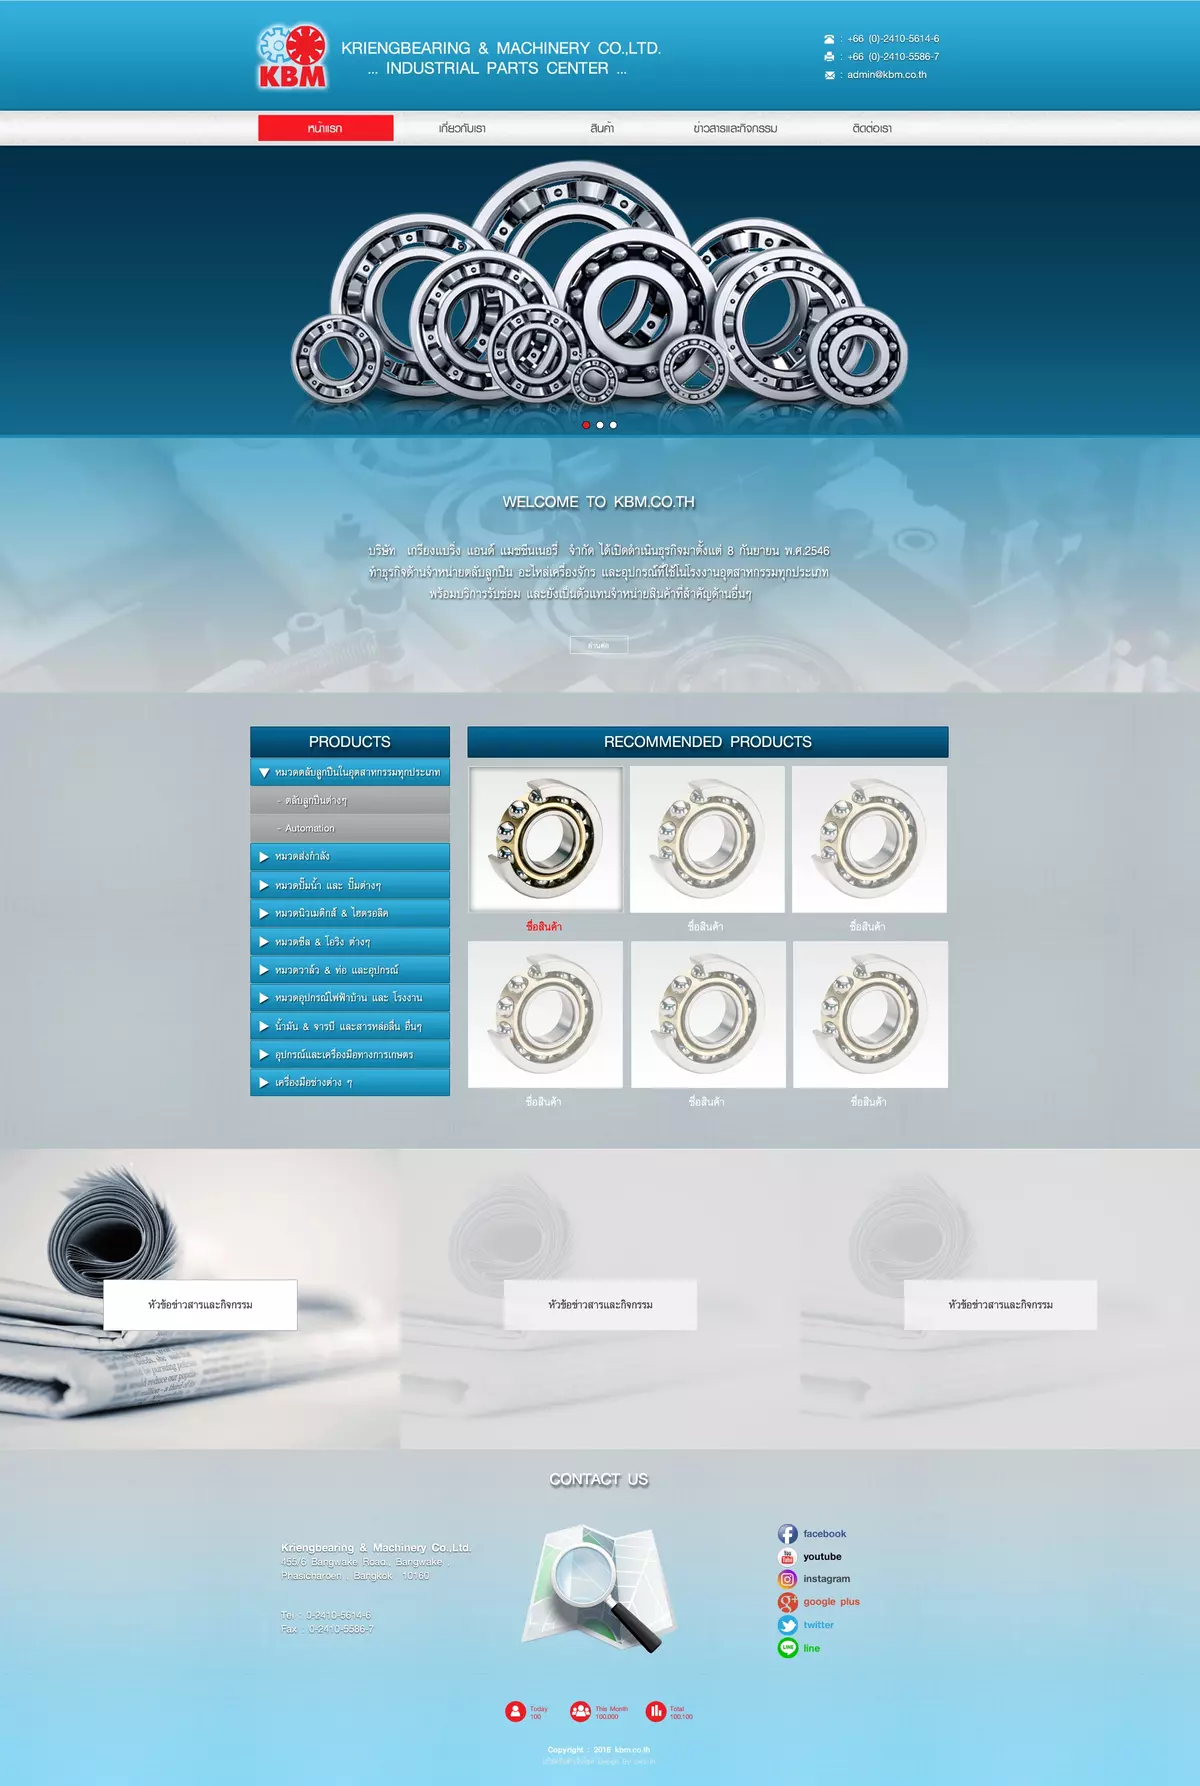 KBM
KRIENGBEARING & MACHINERY CO.,LTD.
... INDUSTRIAL PARTS CENTER ...
: +66 (0)-2410-5614-6
: +66 (0)-2410-5586-7
: admin@kbm.co.th
หน้าแรก
เกี่ยวกับเรา
สินค้า
ข่าวสารและกิจกรรม
ติดต่อเรา
WELCOME TO KBM.CO.TH
บริษัท เกรียงแบริ่ง แอนด์ แมชชีนเนอรี่ จำกัด ได้เปิดดำเนินธุรกิจมาตั้งแต่ 8 กันยายน พ.ศ.2546
ทำธุรกิจด้านจำหน่ายตลับลูกปืน อะไหล่เครื่องจักร และอุปกรณ์ที่ใช้ในโรงงานอุตสาหกรรมทุกประเภท
พร้อมบริการรับซ่อม และยังเป็นตัวแทนจำหน่ายสินค้าที่สำคัญด้านอื่นๆ
อ่านต่อ
PRODUCTS
หมวดตลับลูกปืนในอุตสาหกรรมทุกประเภท
- ตลับลูกปืนต่างๆ
- Automation
หมวดส่งกำลัง
หมวดปั๊มน้ำ และ ปั๊มต่างๆ
หมวดนิวเมติกส์ & ไฮดรอลิค
หมวดซีล & โอริง ต่างๆ
หมวดวาล์ว & ท่อ และอุปกรณ์
หมวดอุปกรณ์ไฟฟ้าบ้าน และ โรงงาน
น้ำมัน & จารบี และสารหล่อลื่น อื่นๆ
อุปกรณ์และเครื่องมือทางการเกษตร
เครื่องมือช่างต่าง ๆ
RECOMMENDED PRODUCTS
ชื่อสินค้า
ชื่อสินค้า
ชื่อสินค้า
ชื่อสินค้า
ชื่อสินค้า
ชื่อสินค้า
หัวข้อข่าวสารและกิจกรรม
หัวข้อข่าวสารและกิจกรรม
หัวข้อข่าวสารและกิจกรรม
CONTACT US
Kriengbearing & Machinery Co.,Ltd.
455/6 Bangwake Road., Bangwake ,
Phasicharoen , Bangkok 10160
Tel : 0-2410-5614-6
Fax : 0-2410-5586-7
facebook
youtube
instagram
google plus
twitter
LINE line
Today
100
This Month
100,000
Total
100,100
Copyright : 2018 kbm.co.th